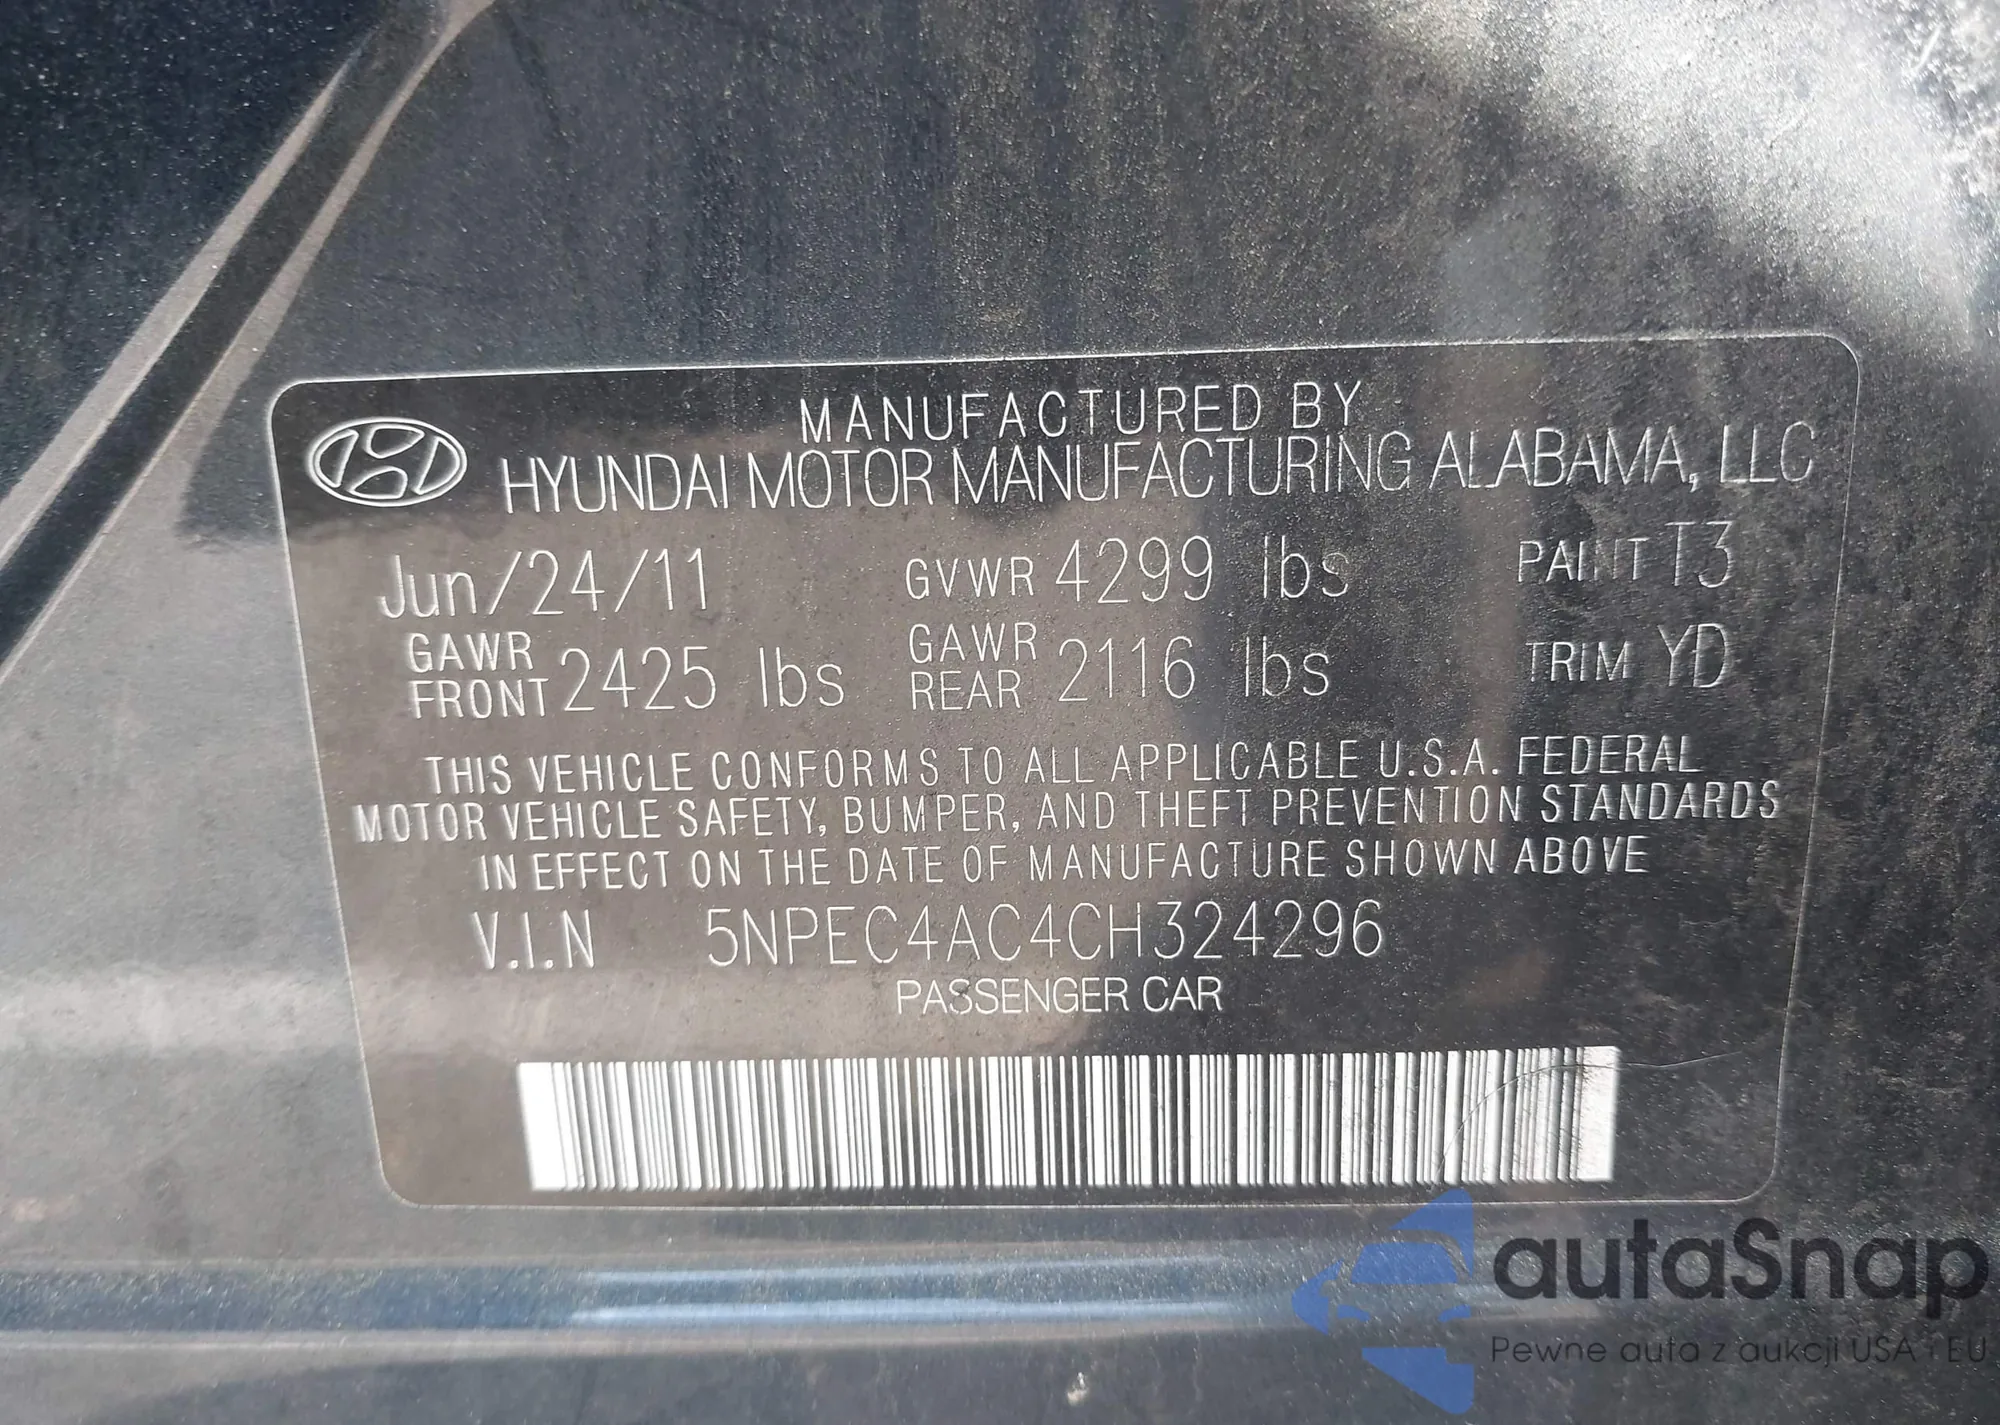 MANUFACTURED BY
HYUNDAI MOTOR MANUFACTURING ALABAMA, LLC
Jun/24/11 GVWR 4299 lbs PAINT T3
GAWR FRONT 2425 lbs GAWR REAR 2116 lbs TRIM YD
THIS VEHICLE CONFORMS TO ALL APPLICABLE U.S.A. FEDERAL
MOTOR VEHICLE SAFETY, BUMPER, AND THEFT PREVENTION STANDARDS
IN EFFECT ON THE DATE OF MANUFACTURE SHOWN ABOVE
V.I.N 5NPEC4AC4CH324296
PASSENGER CAR
autaSnap
Pewne auta z aukcji USA i EU